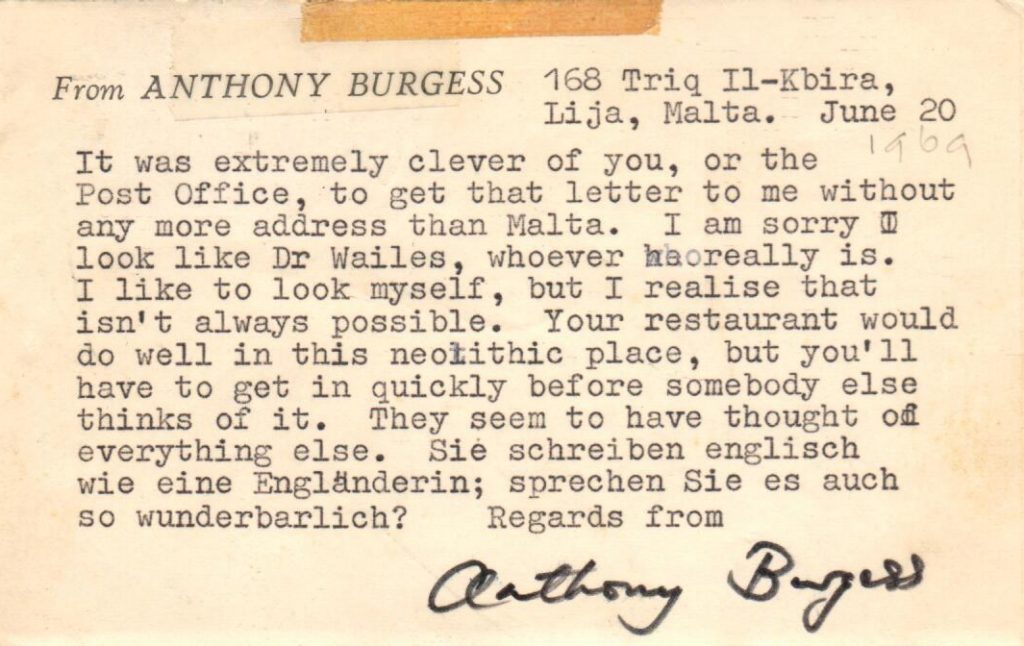 From ANTHONY BURGESS 168 Triq Il-Kbira,
Lija, Malta. June 20
1969
It was extremely clever of you, or the
Post Office, to get that letter to me without
any more address than Malta. I am sorry I
look like Dr Wailes, whoever he really is.
I like to look myself, but I realise that
isn't always possible. Your restaurant would
do well in this neolithic place, but you'll
have to get in quickly before somebody else
thinks of it. They seem to have thought of
everything else. Sie schreiben englisch
wie eine Engländerin; sprechen Sie es auch
so wunderbarlich? Regards from
Anthony Burgess